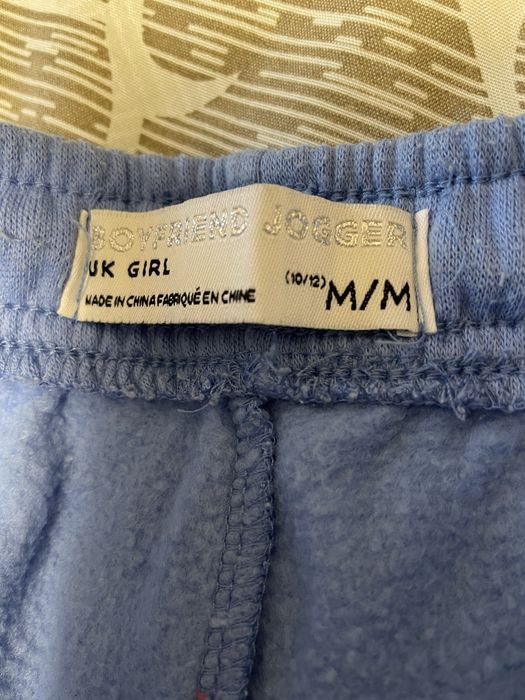 BOYFRIEND JOGGER
UK GIRL
(10/12) M/M
MADE IN CHINA FABRIQUÉ EN CHINE